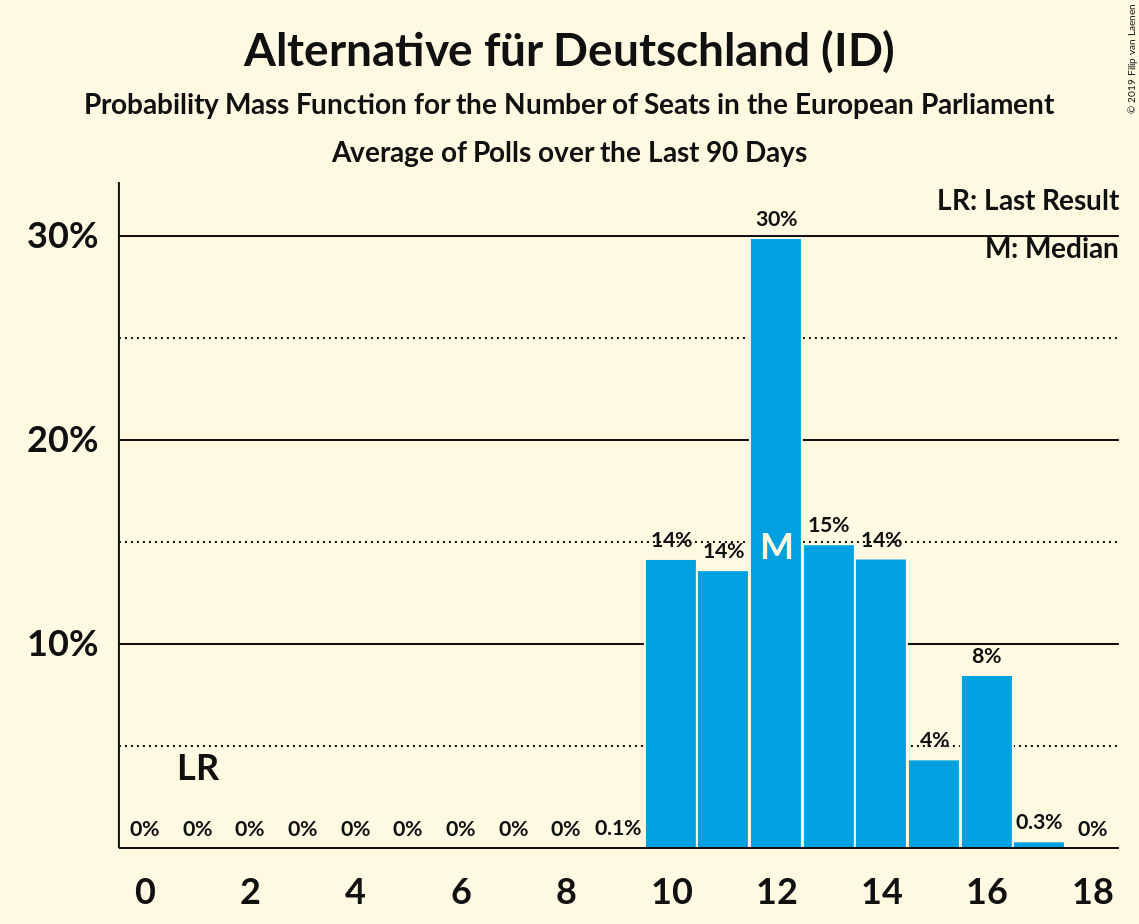 Alternative für Deutschland (ID)
Probability Mass Function for the Number of Seats in the European Parliament
Average of Polls over the Last 90 Days
© 2019 Filip van Laenen
LR: Last Result
M: Median
30%
20%
10%
30%
14%
14%
M
15%
14%
8%
4%
LR
0%
0%
0%
0%
0%
0%
0%
0%
0%
0.1%
0.3%
0%
0 2 4 6 8 10 12 14 16 18